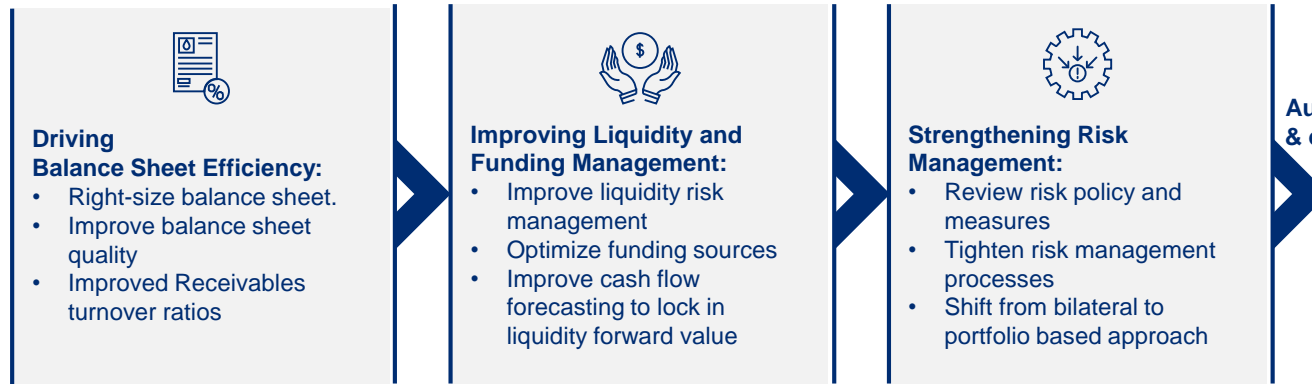 Driving
Balance Sheet Efficiency:
• Right-size balance sheet.
• Improve balance sheet
quality
• Improved Receivables
turnover ratios
Improving Liquidity and
Funding Management:
• Improve liquidity risk
management
• Optimize funding sources
• Improve cash flow
forecasting to lock in
liquidity forward value
Strengthening Risk
Management:
• Review risk policy and
measures
• Tighten risk management
processes
• Shift from bilateral to
portfolio based approach
&